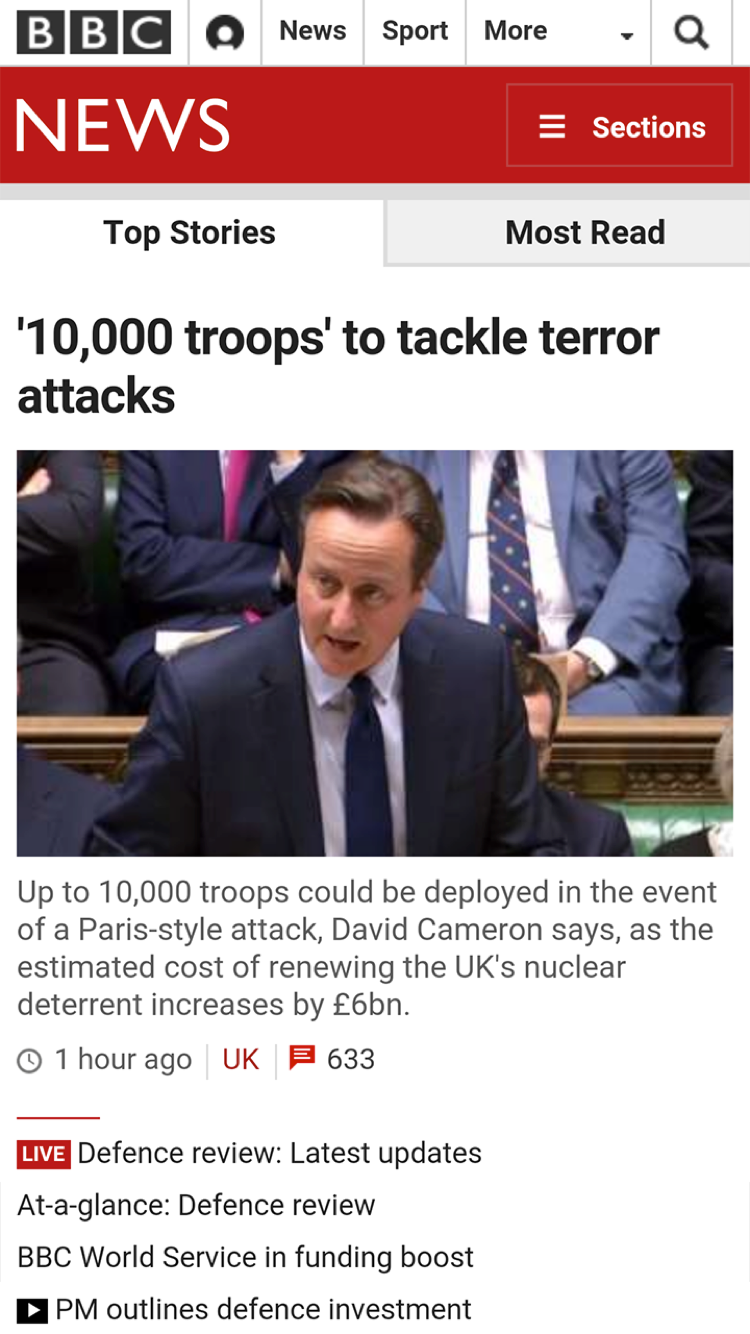 BBC News Sport More
NEWS Sections
Top Stories Most Read
'10,000 troops' to tackle terror
attacks
Up to 10,000 troops could be deployed in the event
of a Paris-style attack, David Cameron says, as the
estimated cost of renewing the UK's nuclear
deterrent increases by £6bn.
1 hour ago UK 633
LIVE Defence review: Latest updates
At-a-glance: Defence review
BBC World Service in funding boost
PM outlines defence investment